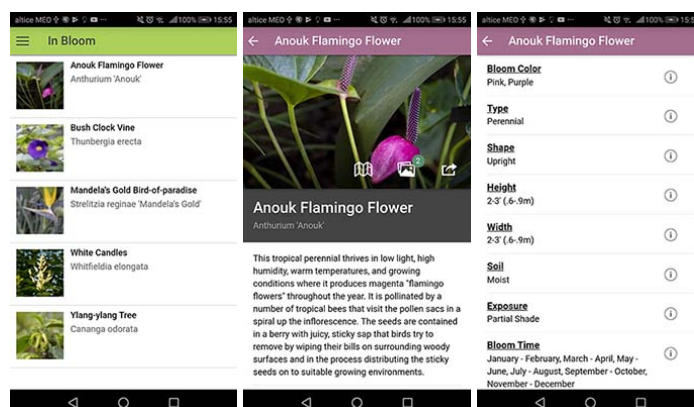 altice MEO 100% 15:55
In Bloom
Anouk Flamingo Flower
Anthurium 'Anouk'
Bush Clock Vine
Thunbergia erecta
Mandela's Gold Bird-of-paradise
Strelitzia reginae 'Mandela's Gold'
White Candles
Whitfieldia elongata
Ylang-ylang Tree
Cananga odorata
altice MEO 100% 15:55
Anouk Flamingo Flower
2
Anouk Flamingo Flower
Anthurium 'Anouk'
This tropical perennial thrives in low light, high
humidity, warm temperatures, and growing
conditions where it produces magenta "flamingo
flowers" throughout the year. It is pollinated by a
number of tropical bees that visit the pollen sacs in a
spiral up the inflorescence. The seeds are contained
in a berry with juicy, sticky sap that birds try to
remove by wiping their bills on surrounding woody
surfaces and in the process distributing the sticky
seeds on to suitable growing environments.
altice MEO 100% 15:55
Anouk Flamingo Flower
Bloom Color
Pink, Purple
Type
Perennial
Shape
Upright
Height
2-3' (.6-.9m)
Width
2-3' (.6-.9m)
Soil
Moist
Exposure
Partial Shade
Bloom Time
January - February, March - April, May -
June, July - August, September - October,
November - December